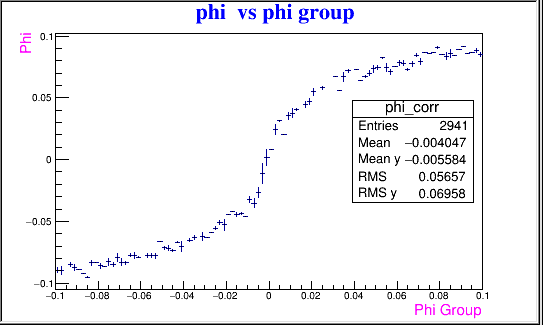 phi vs phi group
Phi
0.1
0.05
0
−0.05
−0.1
phi_corr
Entries 2941
Mean −0.004047
Mean y −0.005584
RMS 0.05657
RMS y 0.06958
−0.1 −0.08 −0.06 −0.04 −0.02 0 0.02 0.04 0.06 0.08 0.1
Phi Group